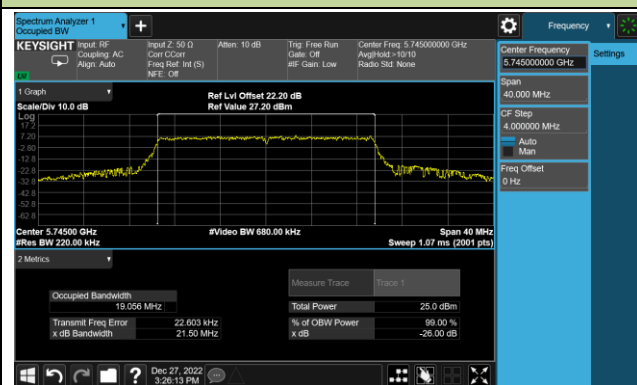 Spectrum Analyzer 1
Occupied BW
Frequency
KEYSIGHT
Input: RF
Coupling: AC
Align: Auto
Input Z: 50 Ω
Corr CCorr
Freq Ref: Int (S)
NFE: Off
Atten: 10 dB
Trig: Free Run
Gate: Off
#IF Gain: Low
Center Freq: 5.745000000 GHz
Avg|Hold:>10/10
Radio Std: None
Center Frequency
5.745000000 GHz
Settings
Span
40.000 MHz
CF Step
4.000000 MHz
Auto
Man
Freq Offset
0 Hz
1 Graph
Scale/Div 10.0 dB
Ref Lvl Offset 22.20 dB
Ref Value 27.20 dBm
Log
17.2
7.20
-2.80
-12.8
-22.8
-32.8
-42.8
-52.8
-62.8
Center 5.74500 GHz
#Res BW 220.00 kHz
#Video BW 680.00 kHz
Span 40 MHz
Sweep 1.07 ms (2001 pts)
2 Metrics
Measure Trace
Trace 1
Occupied Bandwidth
19.056 MHz
Total Power
25.0 dBm
Transmit Freq Error
22.603 kHz
% of OBW Power
99.00 %
x dB Bandwidth
21.50 MHz
x dB
-26.00 dB
?
Dec 27, 2022
3:26:13 PM